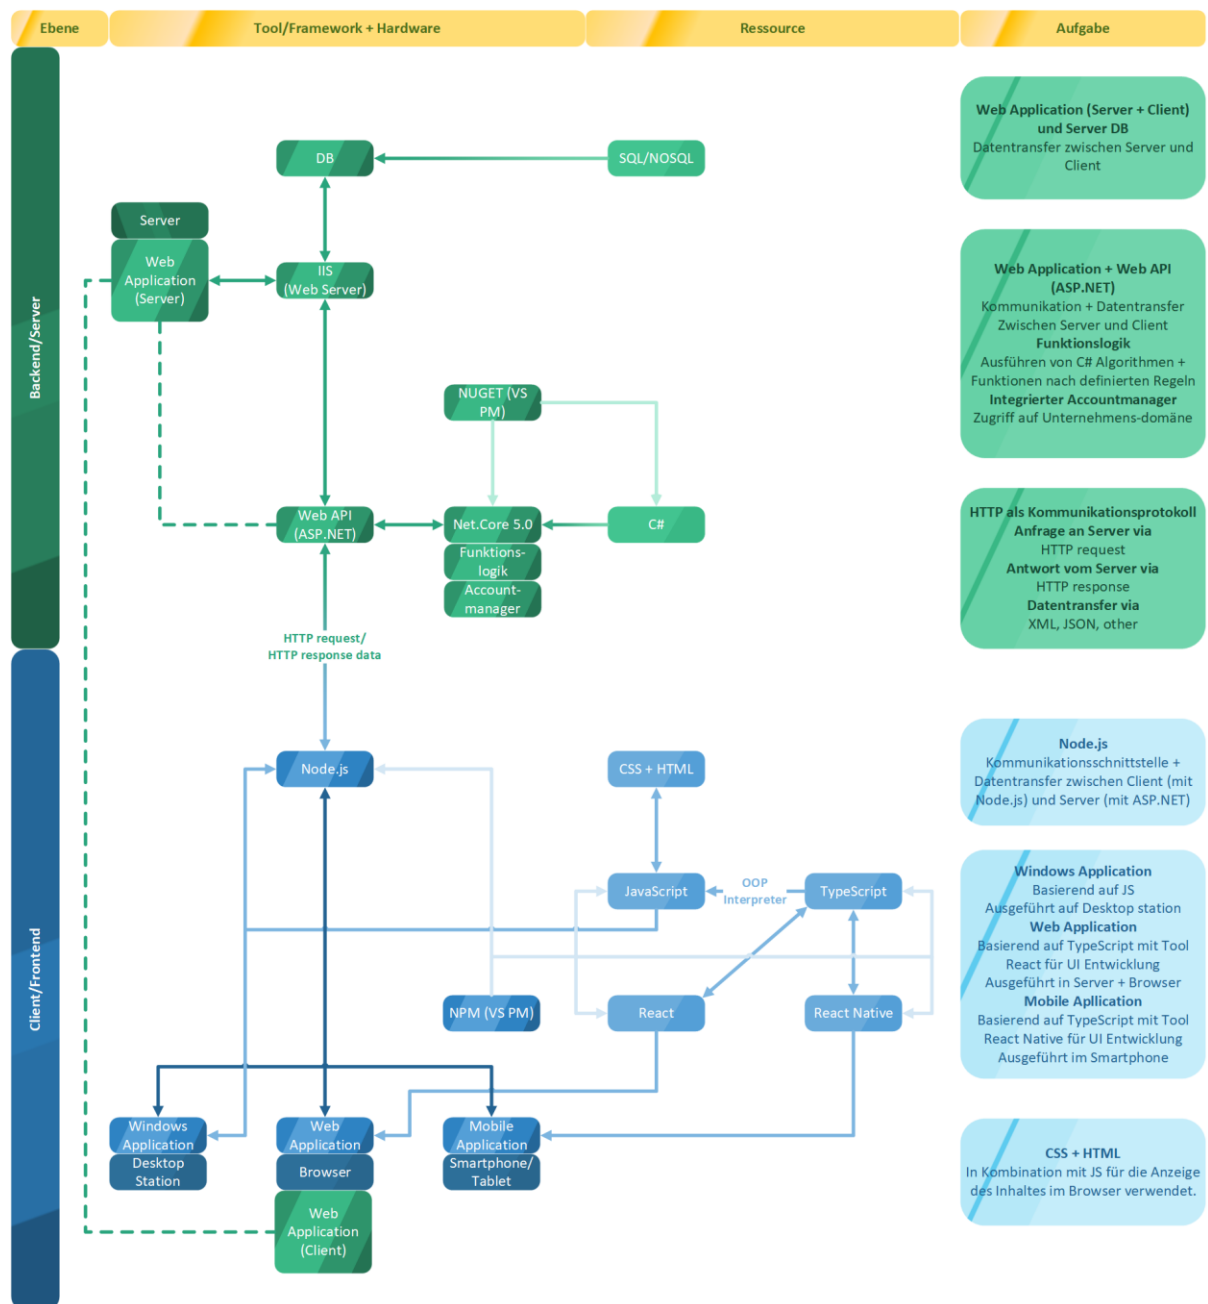 Ebene
Tool/Framework + Hardware
Ressource
Aufgabe
Backend/Server
DB
SQL/NOSQL
Server
Web
Application
(Server)
IIS
(Web Server)
NUGET (VS
PM)
Web API
(ASP.NET)
Net.Core 5.0
C#
Funktions-
logik
Account-
manager
HTTP request/
HTTP response data
Web Application (Server + Client)
und Server DB
Datentransfer zwischen Server und
Client
Web Application + Web API
(ASP.NET)
Kommunikation + Datentransfer
Zwischen Server und Client
Funktionslogik
Ausführen von C# Algorithmen +
Funktionen nach definierten Regeln
Integrierter Accountmanager
Zugriff auf Unternehmens-domäne
HTTP als Kommunikationsprotokoll
Anfrage an Server via
HTTP request
Antwort vom Server via
HTTP response
Datentransfer via
XML, JSON, other
Client/Frontend
Node.js
CSS + HTML
JavaScript
OOP
Interpreter
TypeScript
NPM (VS PM)
React
React Native
Windows
Application
Desktop
Station
Web
Application
Browser
Web
Application
(Client)
Mobile
Application
Smartphone/
Tablet
Node.js
Kommunikationsschnittstelle +
Datentransfer zwischen Client (mit
Node.js) und Server (mit ASP.NET)
Windows Application
Basierend auf JS
Ausgeführt auf Desktop station
Web Application
Basierend auf TypeScript mit Tool
React für UI Entwicklung
Ausgeführt in Server + Browser
Mobile Apllication
Basierend auf TypeScript mit Tool
React Native für UI Entwicklung
Ausgeführt im Smartphone
CSS + HTML
In Kombination mit JS für die Anzeige
des Inhaltes im Browser verwendet.